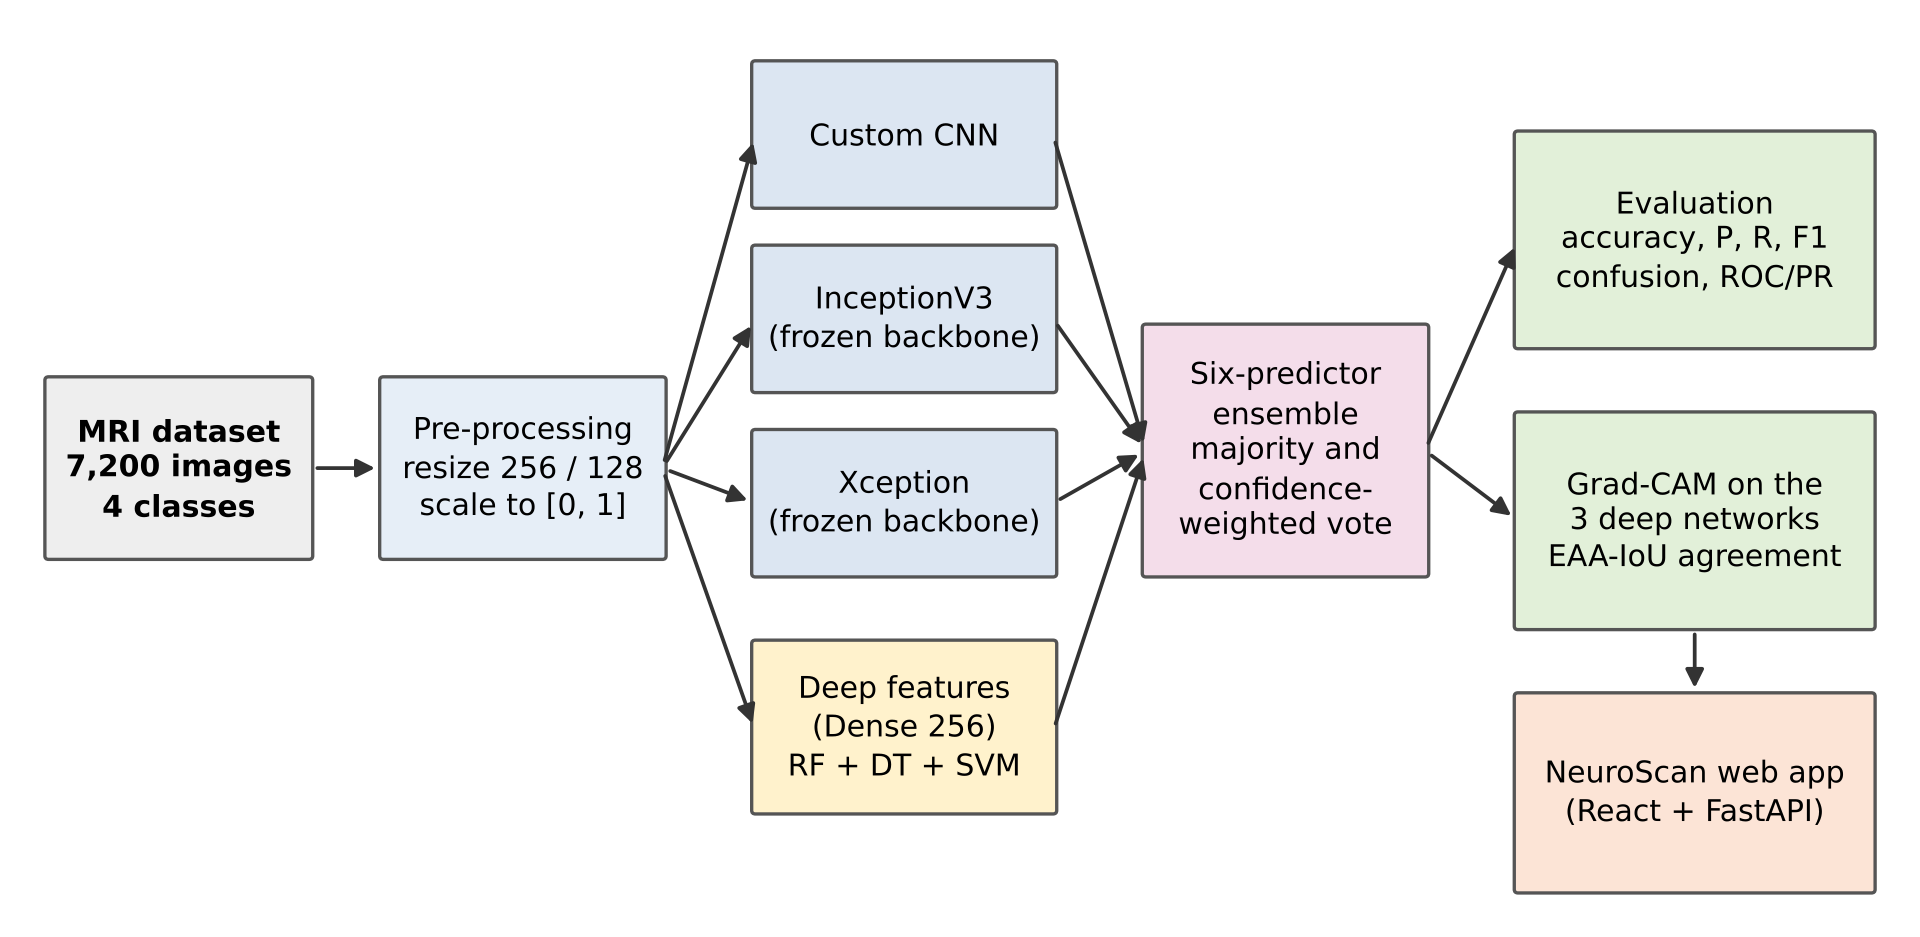 MRI dataset
7,200 images
4 classes
Pre-processing
resize 256 / 128
scale to [0, 1]
Custom CNN
InceptionV3
(frozen backbone)
Xception
(frozen backbone)
Deep features
(Dense 256)
RF + DT + SVM
Six-predictor
ensemble
majority and
confidence-
weighted vote
Evaluation
accuracy, P, R, F1
confusion, ROC/PR
Grad-CAM on the
3 deep networks
EAA-IoU agreement
NeuroScan web app
(React + FastAPI)